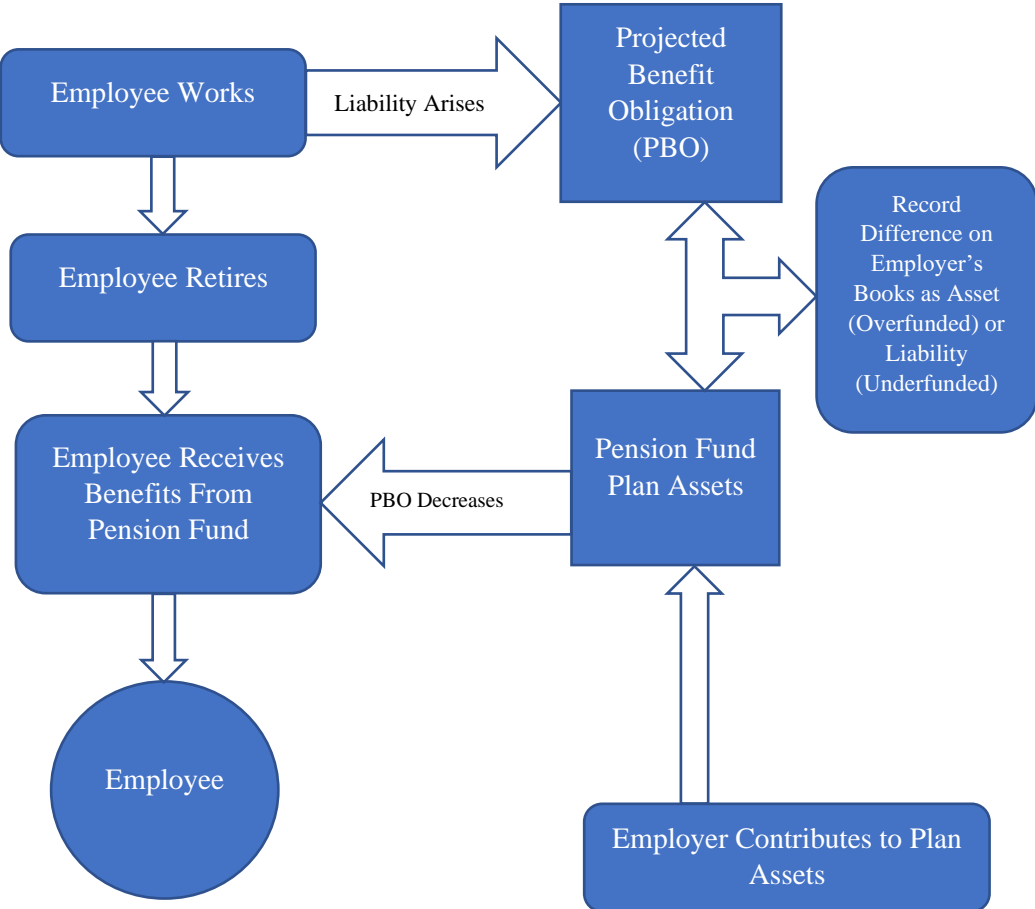 Employee Works
Liability Arises
Projected
Benefit
Obligation
(PBO)
Record
Difference on
Employer’s
Books as Asset
(Overfunded) or
Liability
(Underfunded)
Employee Retires
Employee Receives
Benefits From
Pension Fund
PBO Decreases
Pension Fund
Plan Assets
Employee
Employer Contributes to Plan
Assets